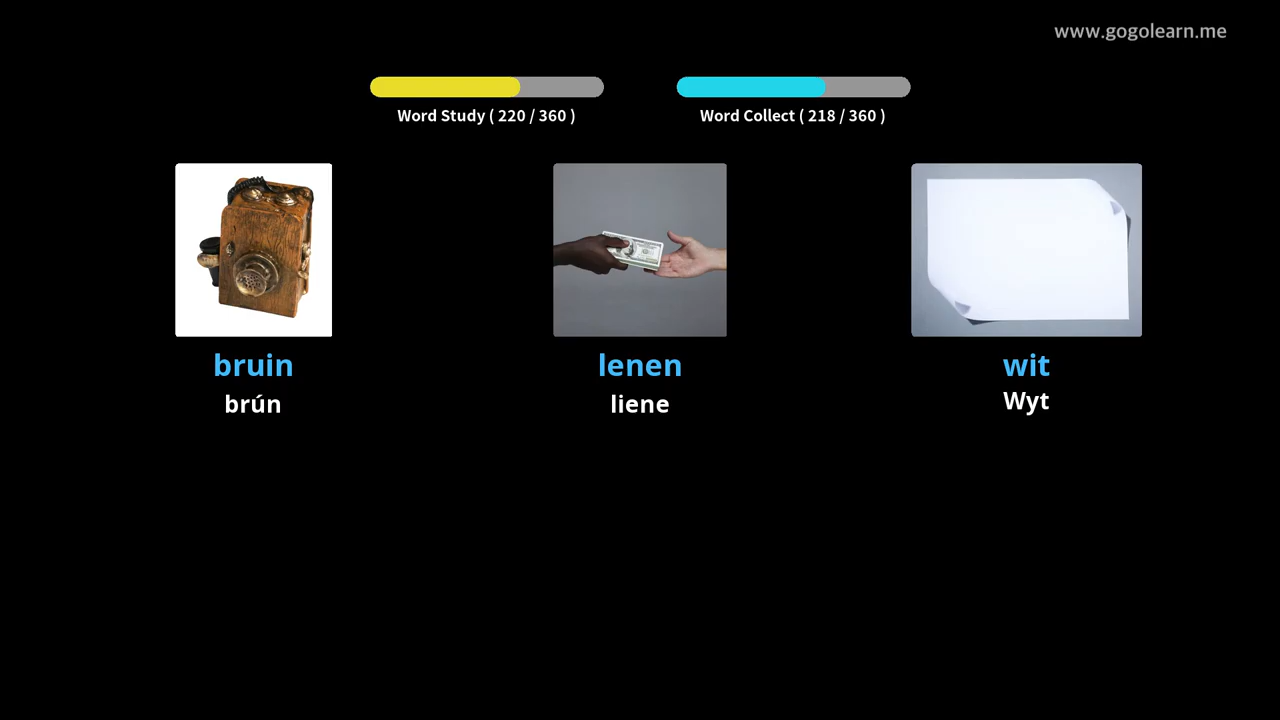 www.gogolearn.me
Word Study ( 220 / 360 )
Word Collect ( 218 / 360 )
bruin
brún
lenen
liene
wit
Wyt